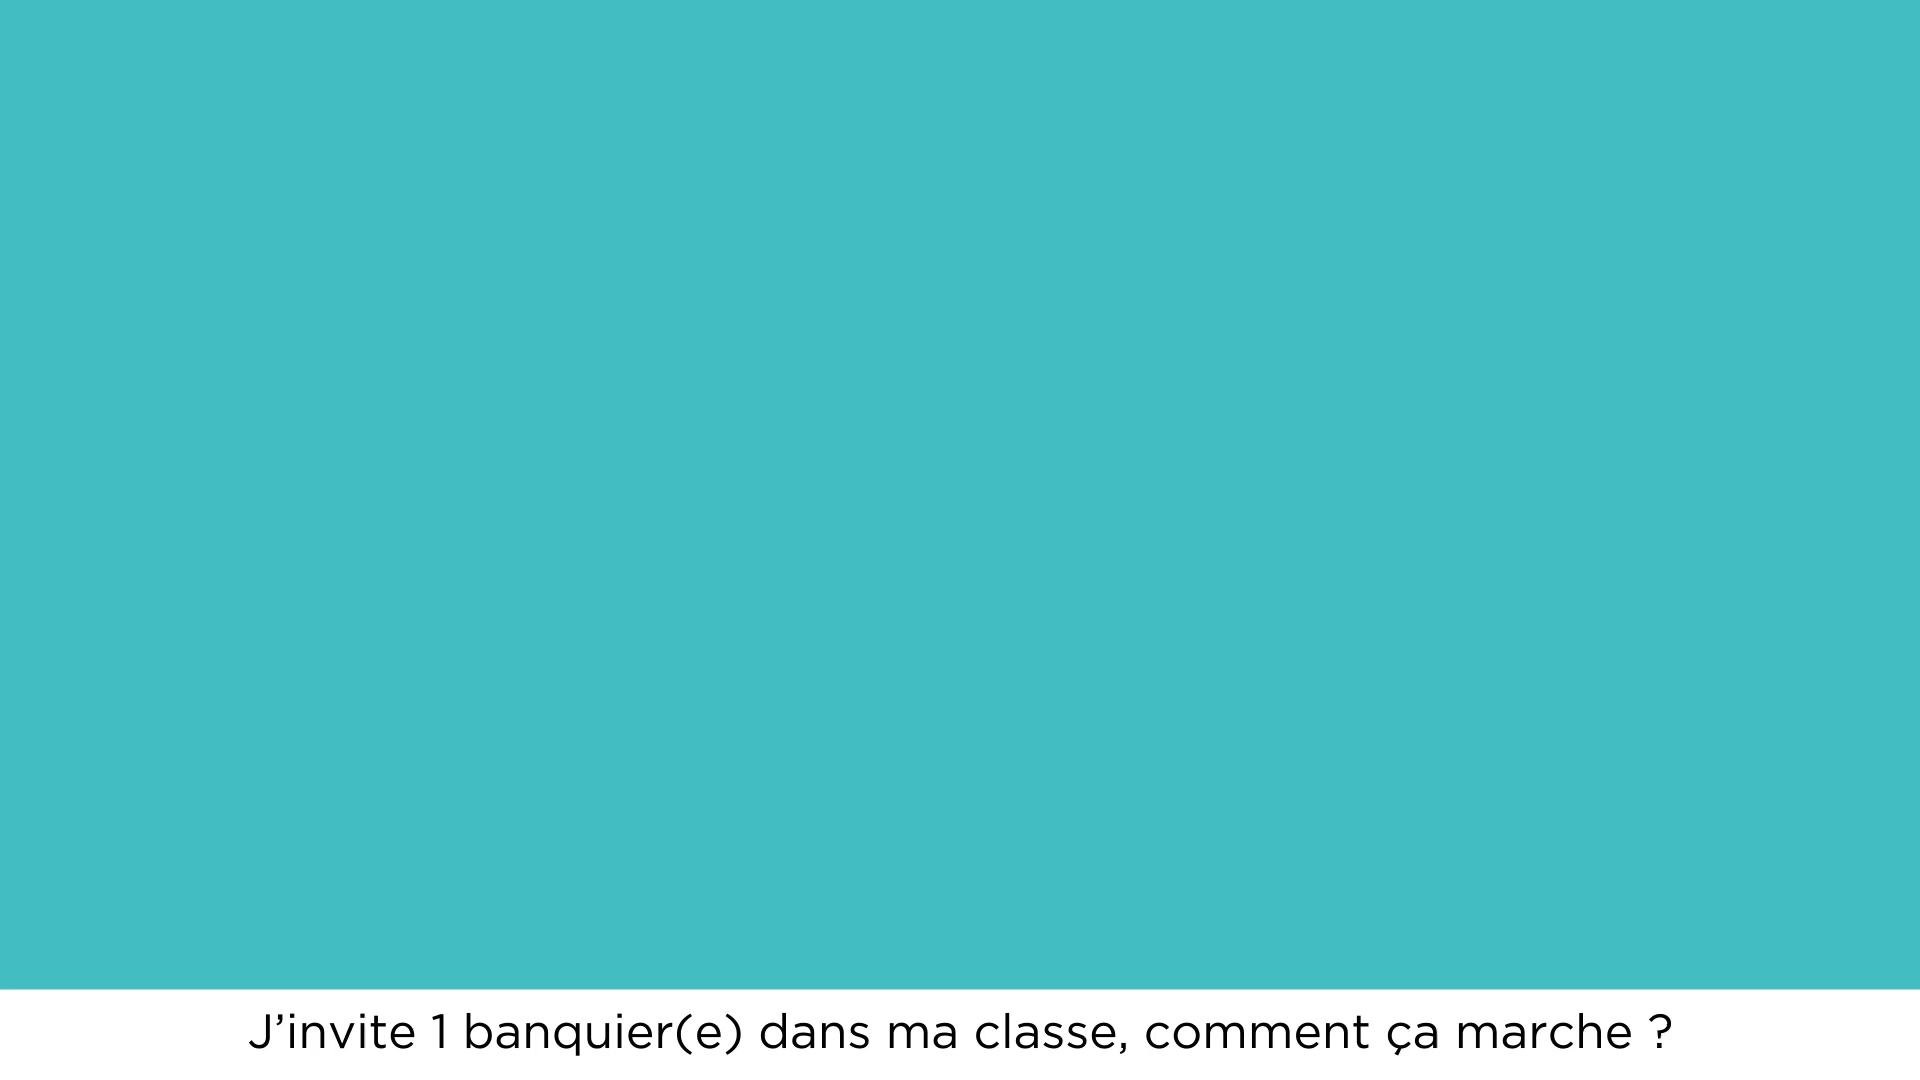 J’invite 1 banquier(e) dans ma classe, comment ça marche ?